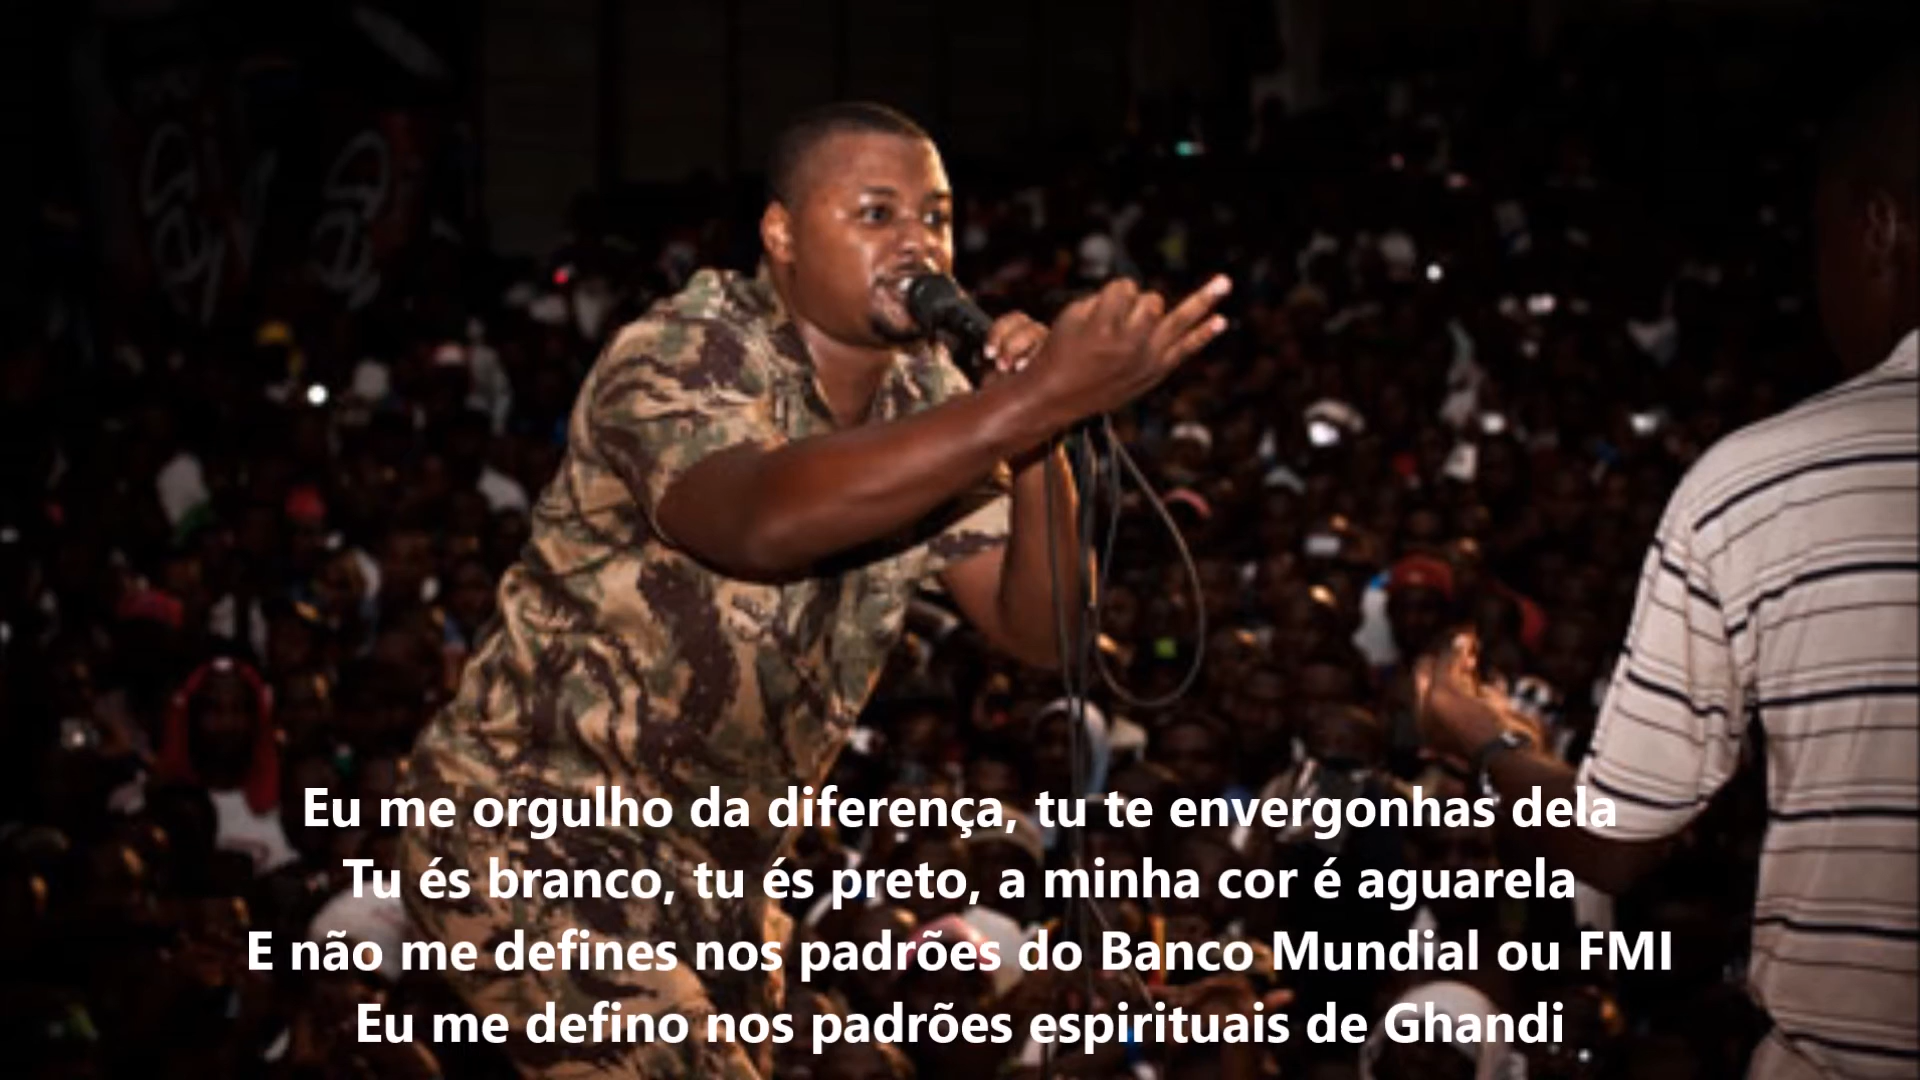 Eu me orgulho da diferença, tu te envergonhas dela
Tu és branco, tu és preto, a minha cor é aguarela
E não me defines nos padrões do Banco Mundial ou FMI
Eu me defino nos padrões espirituais de Ghandi